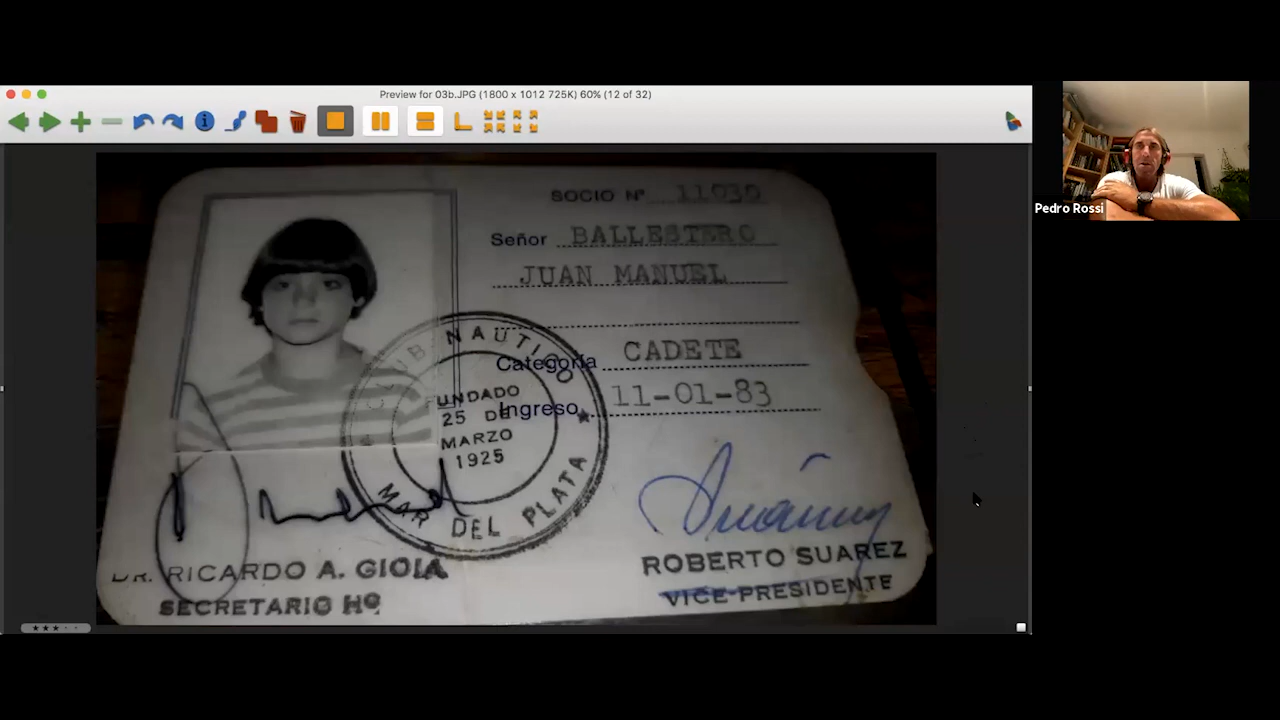 Preview for 03b.JPG (1800 x 1012 725K) 60% (12 of 32)
Pedro Rossi
SOCIO Nº 11030
Señor BALLESTERO
JUAN MANUEL
Categoría CADETE
Ingreso 11-01-83
CLUB NAUTICO
MAR DEL PLATA
UNDADO
25 DE
MARZO
1925
DR. RICARDO A. GIOIA
SECRETARIO Hº
ROBERTO SUAREZ
VICE-PRESIDENTE